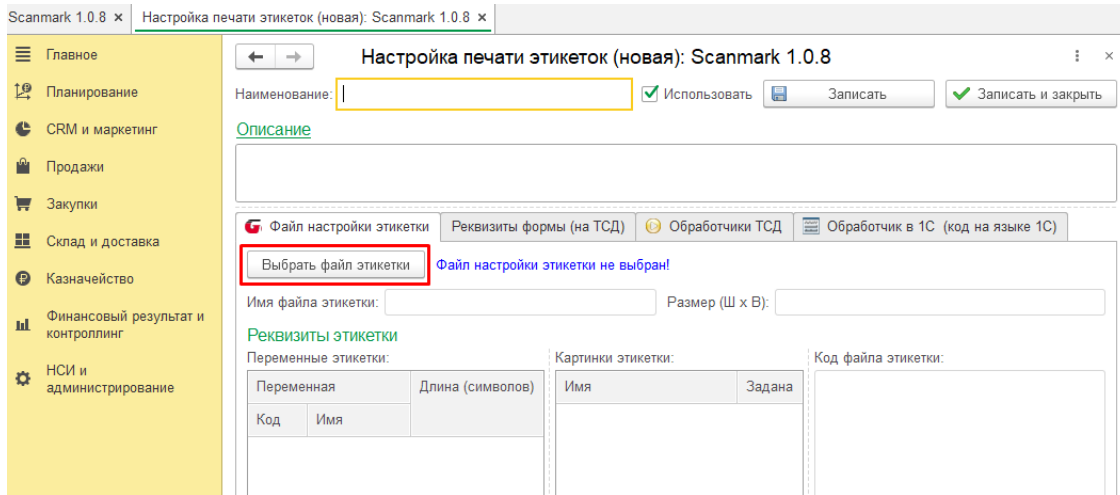 Scanmark 1.0.8 × Настройка печати этикеток (новая): Scanmark 1.0.8 ×
Главное
Планирование
CRM и маркетинг
Продажи
Закупки
Склад и доставка
Казначейство
Финансовый результат и
контроллинг
НСИ и
администрирование
Настройка печати этикеток (новая): Scanmark 1.0.8
Наименование: Использовать Записать Записать и закрыть
Описание
Файл настройки этикетки Реквизиты формы (на ТСД) Обработчики ТСД Обработчик в 1С (код на языке 1С)
Выбрать файл этикетки Файл настройки этикетки не выбран!
Имя файла этикетки: Размер (Ш x В):
Реквизиты этикетки
Переменные этикетки: Картинки этикетки: Код файла этикетки:
Переменная Длина (символов) Имя Задана
Код Имя